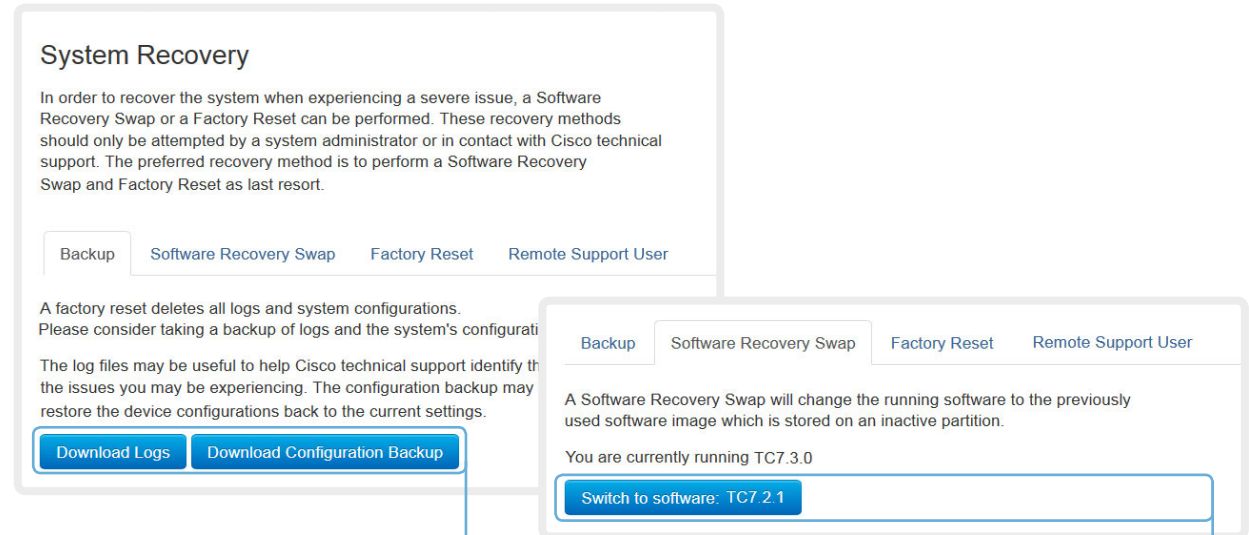 System Recovery
In order to recover the system when experiencing a severe issue, a Software
Recovery Swap or a Factory Reset can be performed. These recovery methods
should only be attempted by a system administrator or in contact with Cisco technical
support. The preferred recovery method is to perform a Software Recovery
Swap and Factory Reset as last resort.
Backup Software Recovery Swap Factory Reset Remote Support User
A factory reset deletes all logs and system configurations.
Please consider taking a backup of logs and the system's configurati
The log files may be useful to help Cisco technical support identify th
the issues you may be experiencing. The configuration backup may
restore the device configurations back to the current settings.
Download Logs Download Configuration Backup
Backup Software Recovery Swap Factory Reset Remote Support User
A Software Recovery Swap will change the running software to the previously
used software image which is stored on an inactive partition.
You are currently running TC7.3.0
Switch to software: TC7.2.1